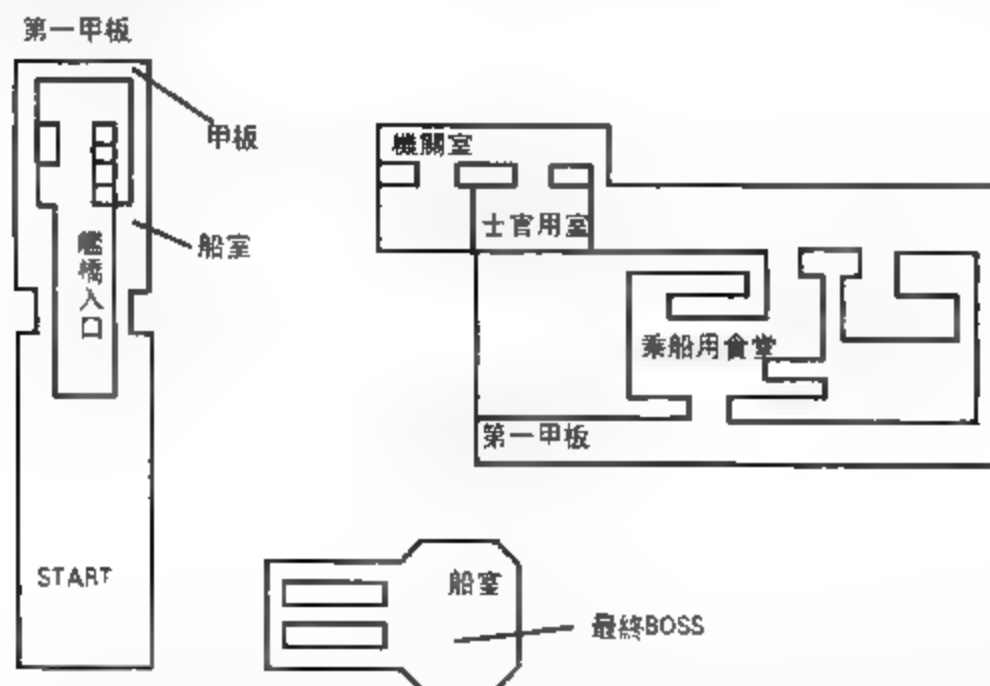 第一甲板
甲板
船室
艦橋入口
START
機關室
士官用室
乘船用食堂
第一甲板
船室
最終BOSS